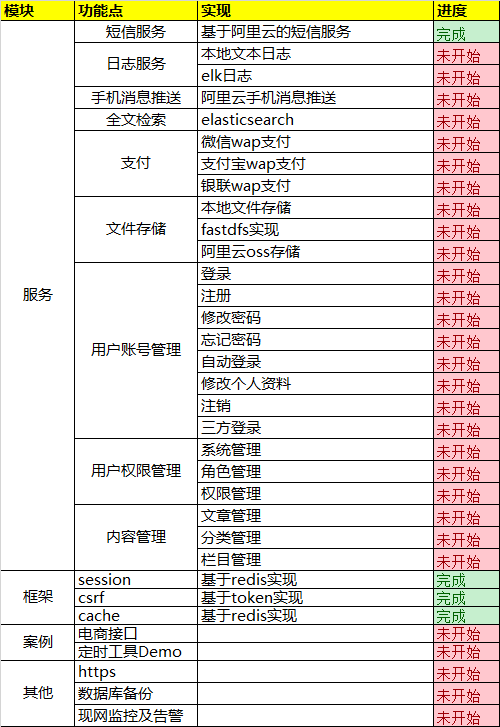 模块 功能点 实现 进度
服务 短信服务 基于阿里云的短信服务 完成
日志服务 本地文本日志 未开始
elk日志 未开始
手机消息推送 阿里云手机消息推送 未开始
全文检索 elasticsearch 未开始
支付 微信wap支付 未开始
支付宝wap支付 未开始
银联wap支付 未开始
文件存储 本地文件存储 未开始
fastdfs实现 未开始
阿里云oss存储 未开始
用户账号管理 登录 未开始
注册 未开始
修改密码 未开始
忘记密码 未开始
自动登录 未开始
修改个人资料 未开始
注销 未开始
三方登录 未开始
用户权限管理 系统管理 未开始
角色管理 未开始
权限管理 未开始
内容管理 文章管理 未开始
分类管理 未开始
栏目管理 未开始
框架 session 基于redis实现 完成
csrf 基于token实现 完成
cache 基于redis实现 完成
案例 电商接口 未开始
定时工具Demo 未开始
其他 https 未开始
数据库备份 未开始
现网监控及告警 未开始